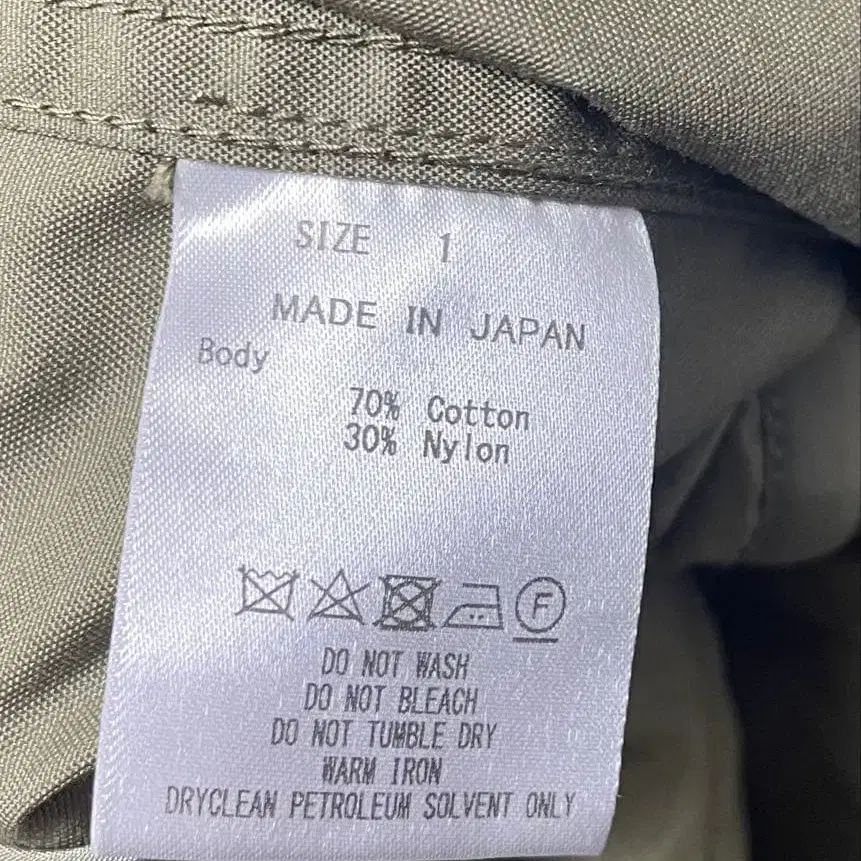 SIZE 1
MADE IN JAPAN
Body
70% Cotton
30% Nylon
F
DO NOT WASH
DO NOT BLEACH
DO NOT TUMBLE DRY
WARM IRON
DRYCLEAN PETROLEUM SOLVENT ONLY